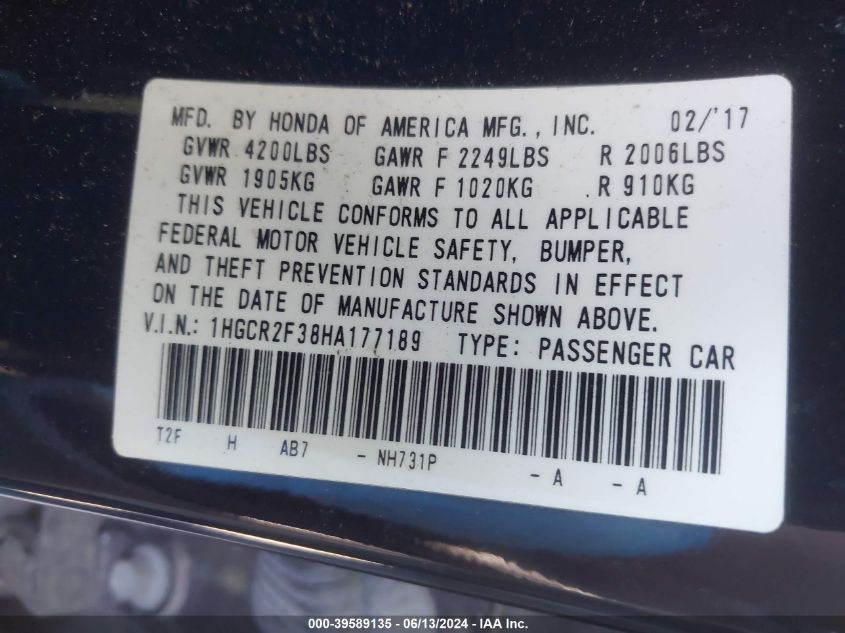 MFD. BY HONDA OF AMERICA MFG., INC. 02/'17
GVWR 4200LBS GAWR F 2249LBS R 2006LBS
GVWR 1905KG GAWR F 1020KG R 910KG
THIS VEHICLE CONFORMS TO ALL APPLICABLE
FEDERAL MOTOR VEHICLE SAFETY, BUMPER,
AND THEFT PREVENTION STANDARDS IN EFFECT
ON THE DATE OF MANUFACTURE SHOWN ABOVE.
V.I.N.: 1HGCR2F38HA177189 TYPE: PASSENGER CAR
T2F H AB7 - NH731P - A - A
000-39589135 - 06/13/2024 - IAA Inc.